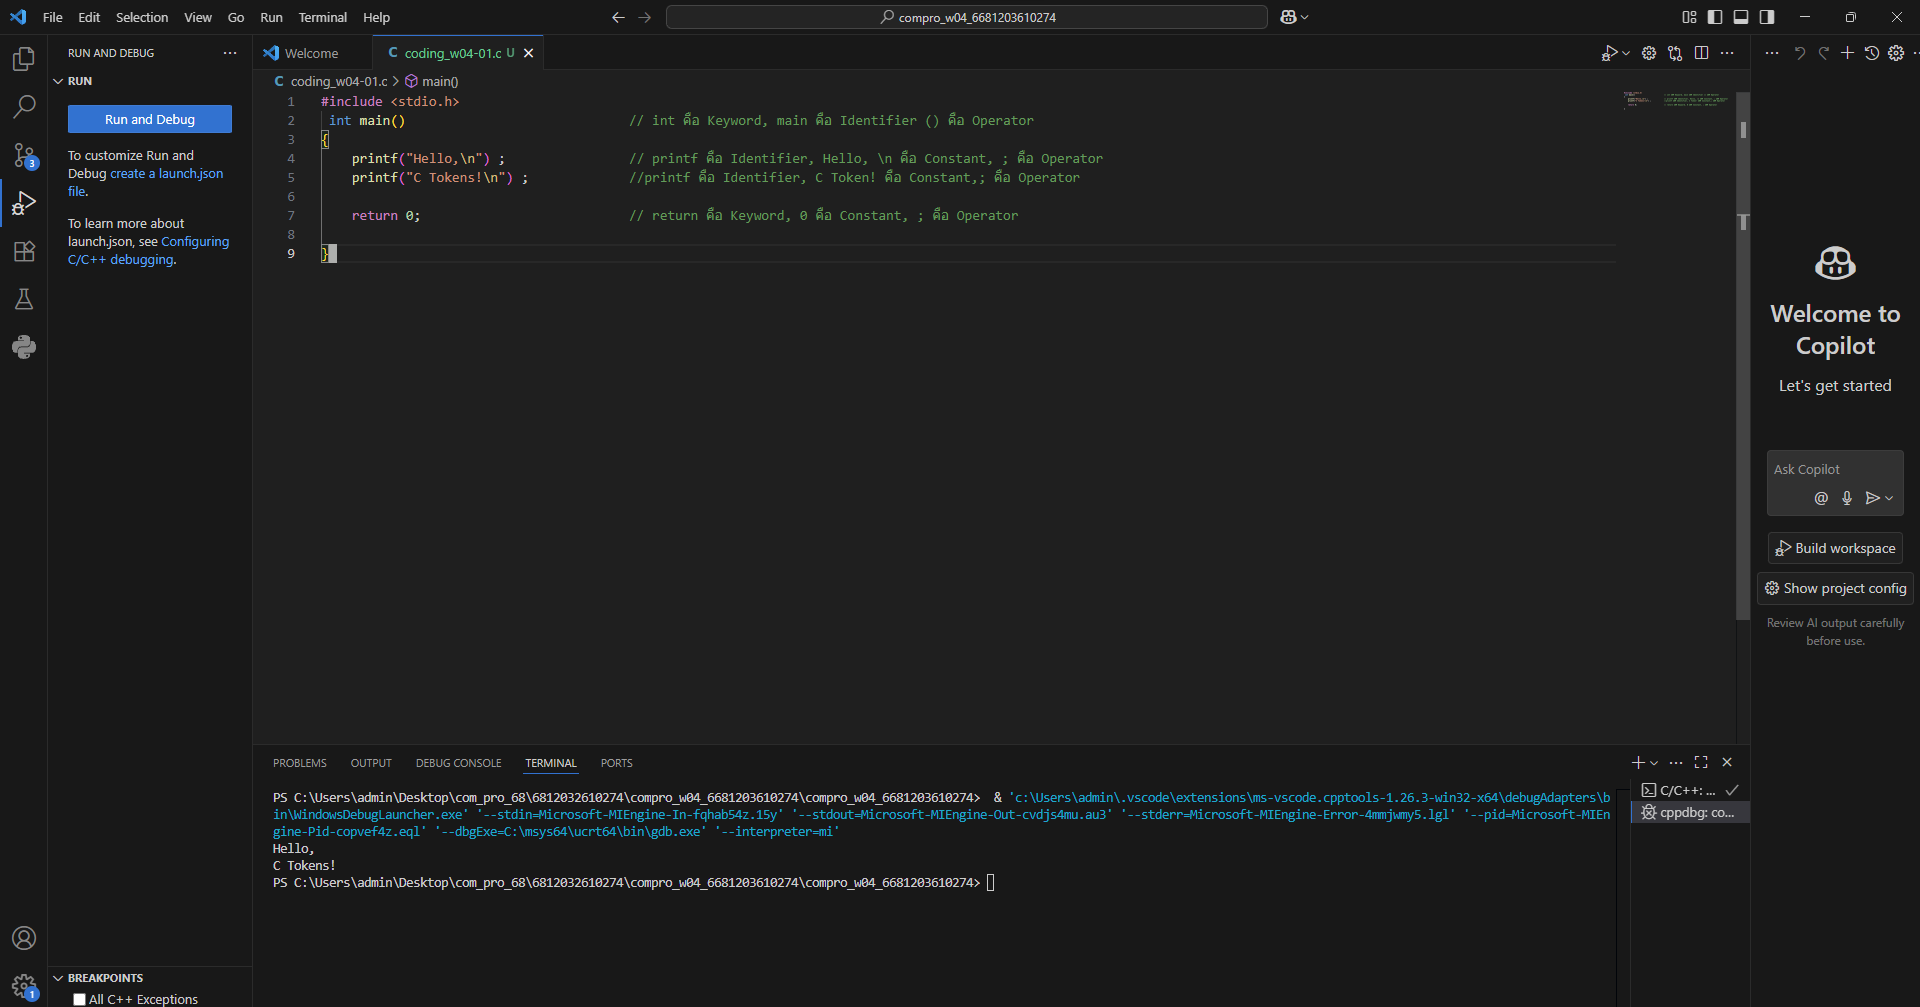 File Edit Selection View Go Run Terminal Help
compro_w04_6681203610274
RUN AND DEBUG
RUN
Run and Debug
To customize Run and
Debug create a launch.json
file.
To learn more about
launch.json, see Configuring
C/C++ debugging.
Welcome
C coding_w04-01.c U
C coding_w04-01.c > main()
1 #include <stdio.h>
2 int main() // int คือ Keyword, main คือ Identifier () คือ Operator
3 {
4 printf("Hello,\n") ; // printf คือ Identifier, Hello, \n คือ Constant, ; คือ Operator
5 printf("C Tokens!\n") ; //printf คือ Identifier, C Token! คือ Constant,; คือ Operator
6
7 return 0; // return คือ Keyword, 0 คือ Constant, ; คือ Operator
8
9 }
Welcome to
Copilot
Let's get started
Ask Copilot
Build workspace
Show project config
Review AI output carefully
before use.
PROBLEMS OUTPUT DEBUG CONSOLE TERMINAL PORTS
PS C:\Users\admin\Desktop\com_pro_68\6812032610274\compro_w04_6681203610274\compro_w04_6681203610274> & 'c:\Users\admin\.vscode\extensions\ms-vscode.cpptools-1.26.3-win32-x64\debugAdapters\b
in\WindowsDebugLauncher.exe' '--stdin=Microsoft-MIEngine-In-fqhab54z.15y' '--stdout=Microsoft-MIEngine-Out-cvdjs4mu.au3' '--stderr=Microsoft-MIEngine-Error-4mmjwmy5.lgl' '--pid=Microsoft-MIEn
gine-Pid-copvef4z.eql' '--dbgExe=C:\msys64\ucrt64\bin\gdb.exe' '--interpreter=mi'
Hello,
C Tokens!
PS C:\Users\admin\Desktop\com_pro_68\6812032610274\compro_w04_6681203610274\compro_w04_6681203610274>
C/C++: ...
cppdbg: co...
3
1
BREAKPOINTS
All C++ Exceptions